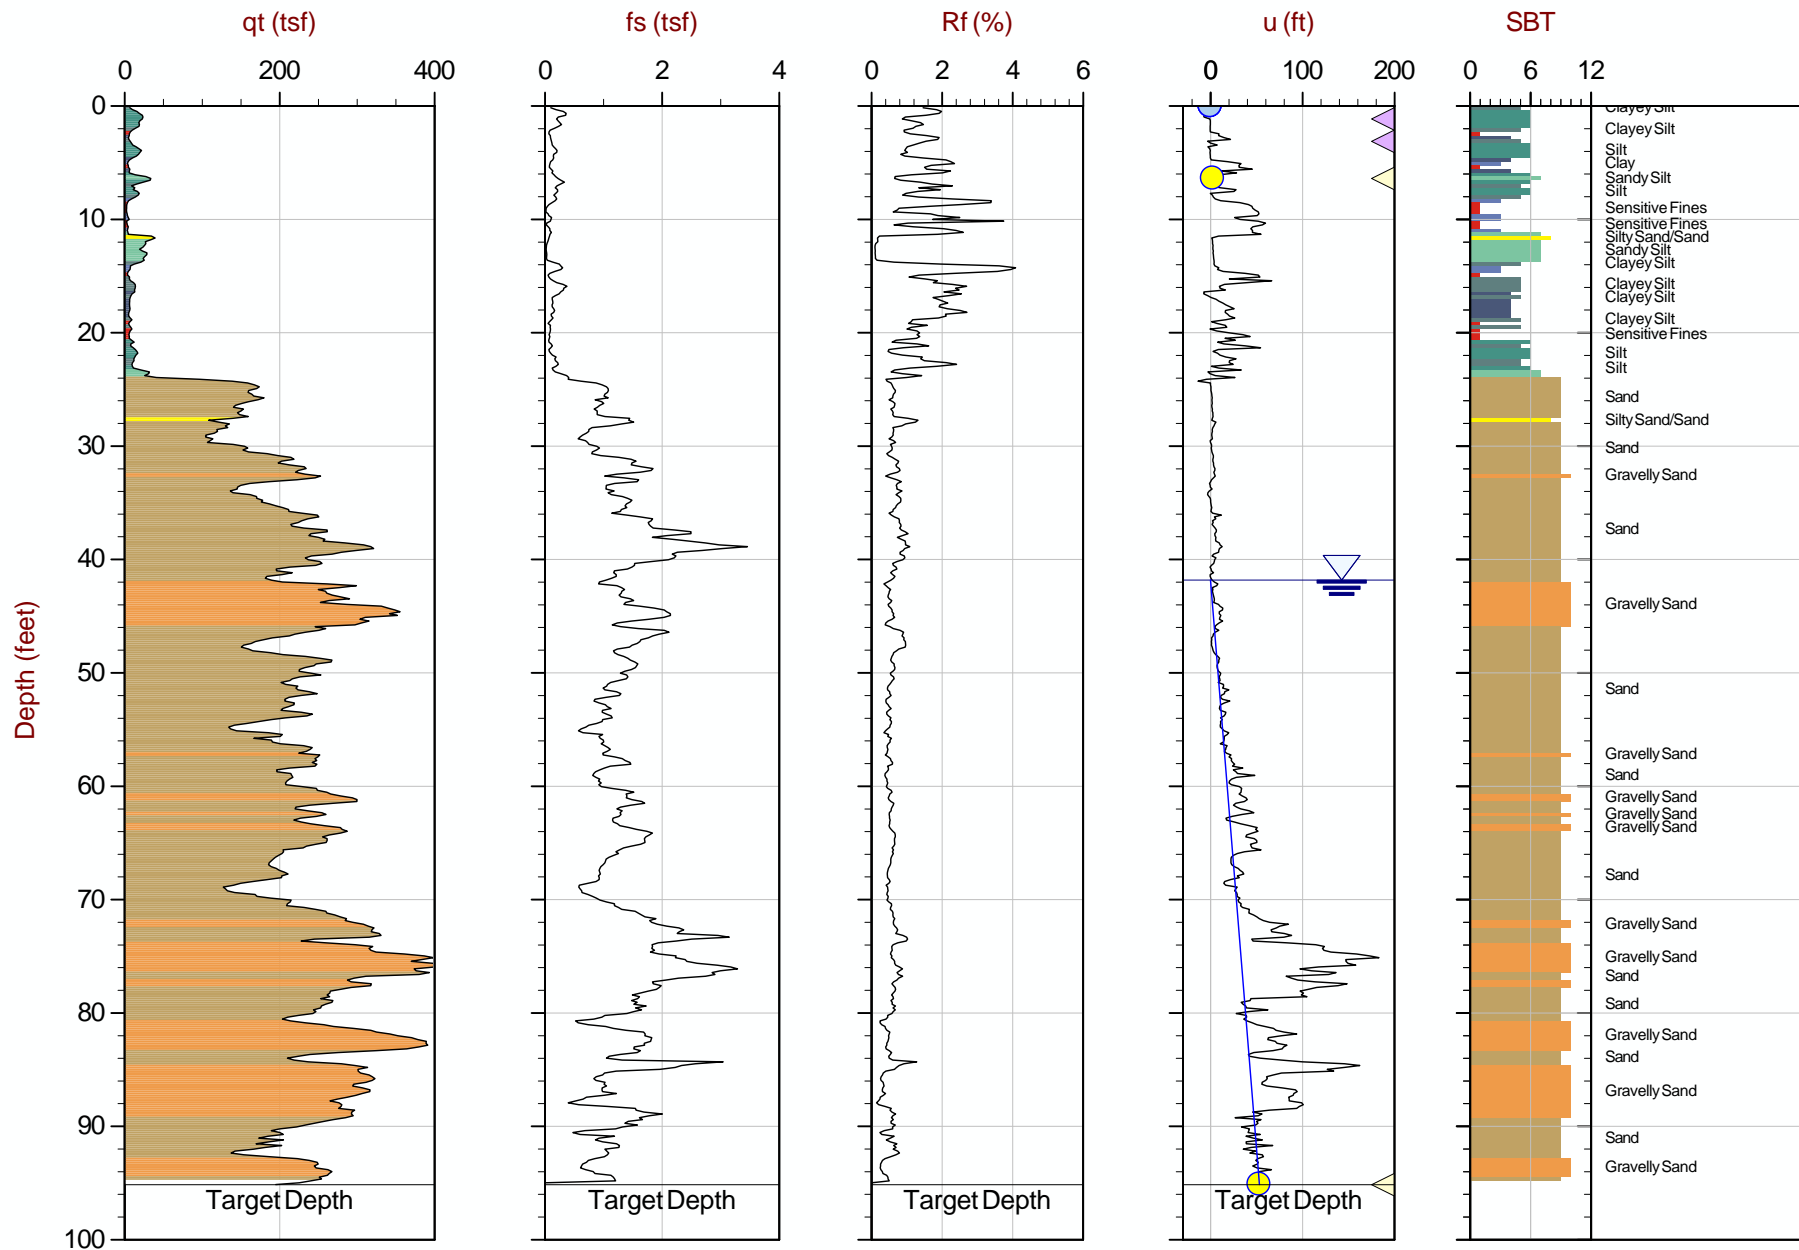 qt (tsf) fs (tsf) Rf (%) u (ft) SBT
0 200 400 0 2 4 0 2 4 6 0 0 100 200 0 6 12
0
Clayey Silt
Clayey Silt
Silt
Clay
Sandy Silt
Silt
Sensitive Fines
10
Sensitive Fines
Silty Sand/Sand
Sandy Silt
Clayey Silt
Clayey Silt
Clayey Silt
Clayey Silt
20
Sensitive Fines
Silt
Silt
Sand
Silty Sand/Sand
30
Sand
Gravelly Sand
Sand
40
Gravelly Sand
50
Sand
Depth (feet)
Gravelly Sand
Sand
60
Gravelly Sand
Gravelly Sand
Gravelly Sand
Sand
70
Gravelly Sand
Gravelly Sand
Sand
Sand
80
Gravelly Sand
Sand
Gravelly Sand
90
Sand
Gravelly Sand
Target Depth Target Depth Target Depth Target Depth
100